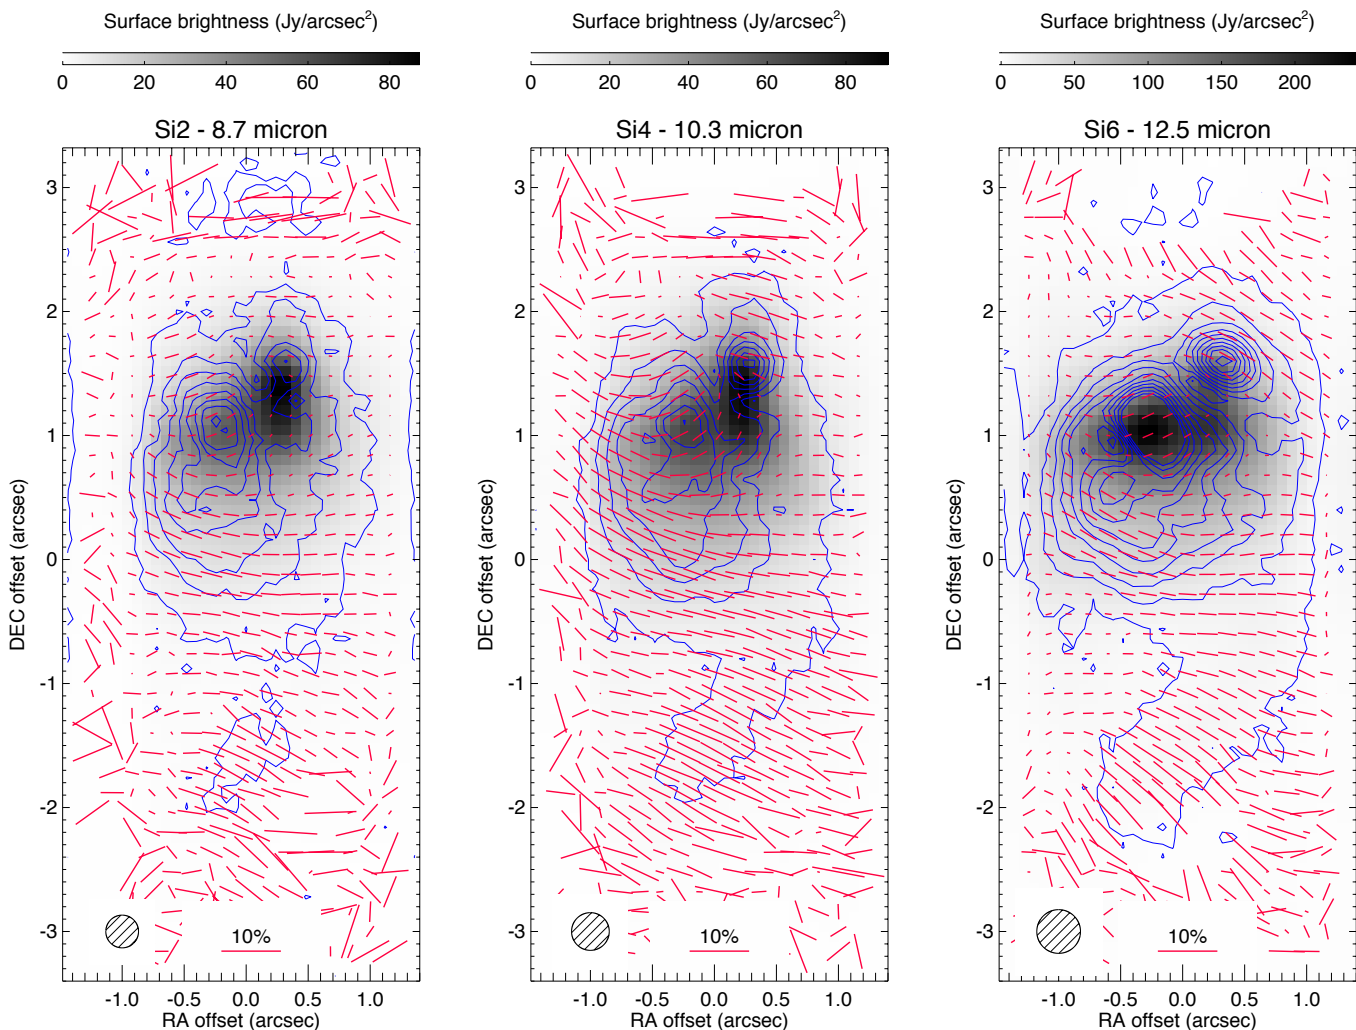 Surface brightness (Jy/arcsec²) Surface brightness (Jy/arcsec²) Surface brightness (Jy/arcsec²)
0 20 40 60 80 0 20 40 60 80 0 50 100 150 200
Si2 - 8.7 micron Si4 - 10.3 micron Si6 - 12.5 micron
3 3 3
2 2 2
1 1 1
0 0 0
-1 -1 -1
-2 -2 -2
-3 -3 -3
DEC offset (arcsec) DEC offset (arcsec) DEC offset (arcsec)
10% 10% 10%
-1.0 -0.5 0.0 0.5 1.0 -1.0 -0.5 0.0 0.5 1.0 -1.0 -0.5 0.0 0.5 1.0
RA offset (arcsec) RA offset (arcsec) RA offset (arcsec)